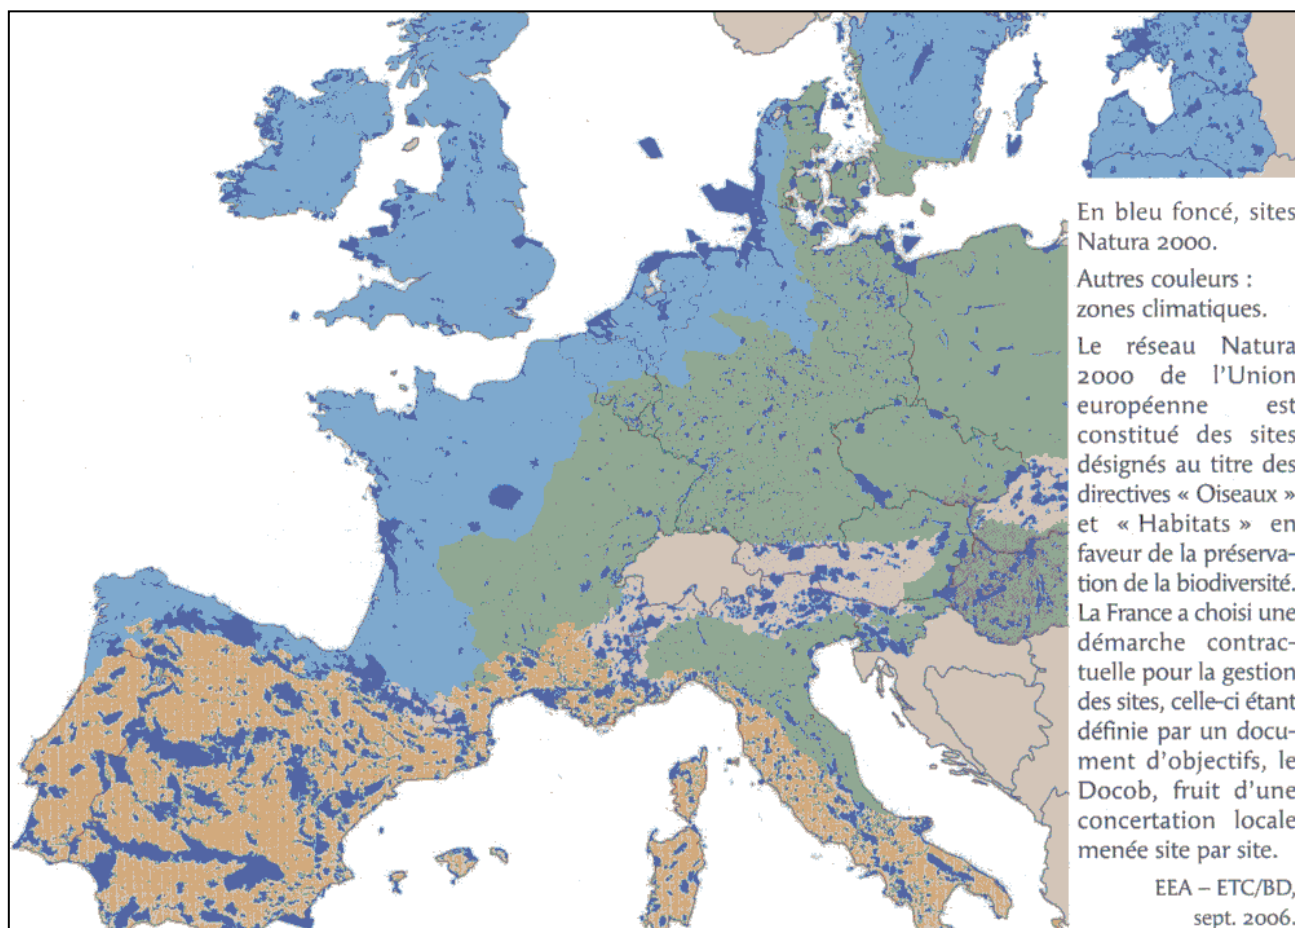 En bleu foncé, sites
Natura 2000.
Autres couleurs :
zones climatiques.
Le réseau Natura
2000 de l'Union
européenne est
constitué des sites
désignés au titre des
directives « Oiseaux »
et « Habitats » en
faveur de la préserva-
tion de la biodiversité.
La France a choisi une
démarche contrac-
tuelle pour la gestion
des sites, celle-ci étant
définie par un docu-
ment d'objectifs, le
Docob, fruit d'une
concertation locale
menée site par site.
EEA – ETC/BD,
sept. 2006.